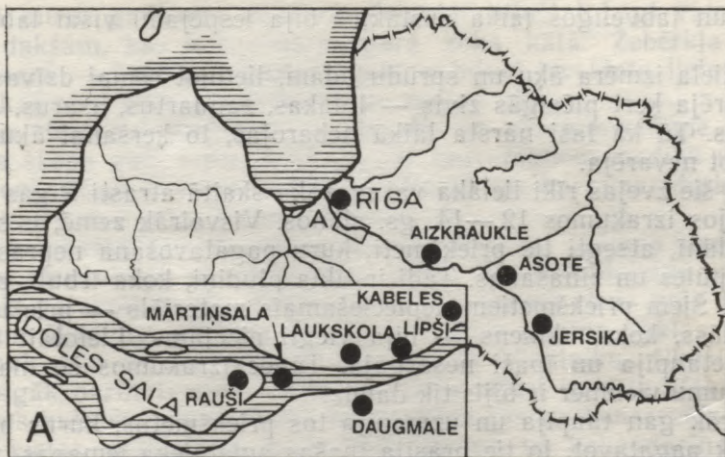 RĪGA
A
AIZKRAUKLE
ASOTE
KABELES
MĀRTIŅSALA
LAUKSKOLA
LIPŠI
JERSIKA
DOLES SALA
RAUŠI
DAUGMALE
A